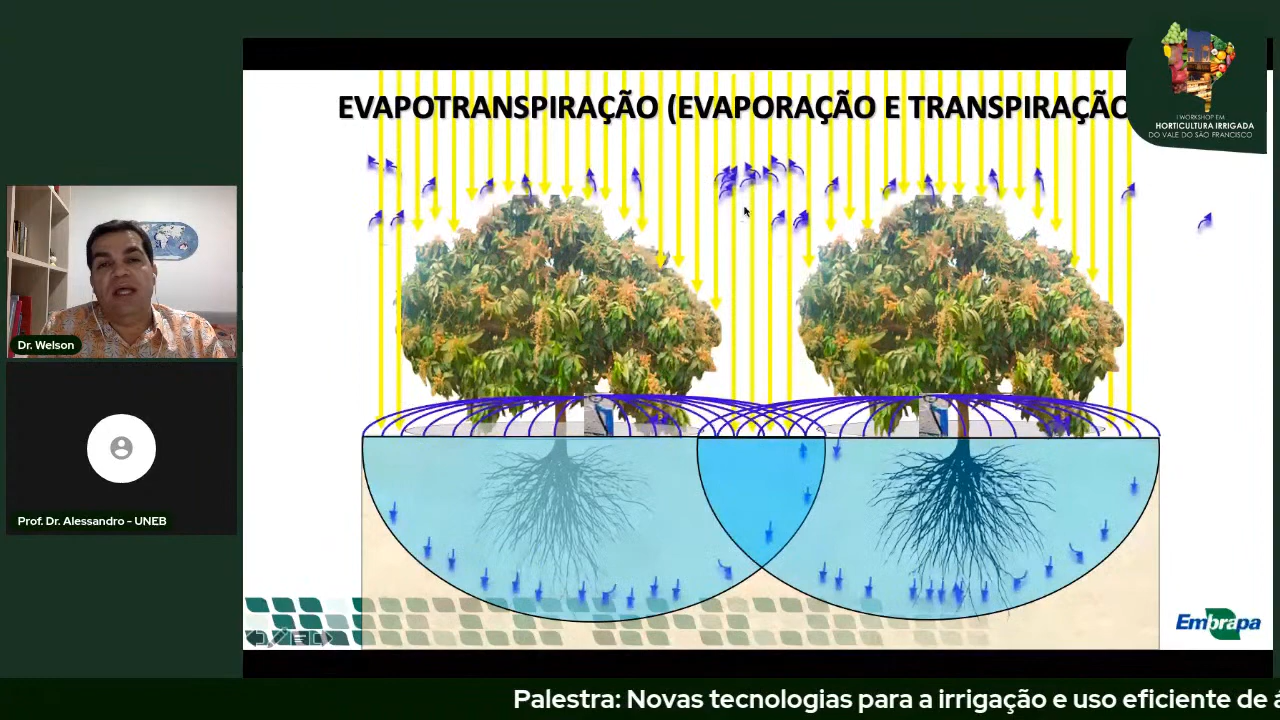 EVAPOTRANSPIRAÇÃO (EVAPORAÇÃO E TRANSPIRAÇÃO
I WORKSHOP EM
HORTICULTURA IRRIGADA
DO VALE DO SÃO FRANCISCO
Dr. Welson
Prof. Dr. Alessandro - UNEB
Embrapa
Palestra: Novas tecnologias para a irrigação e uso eficiente de á